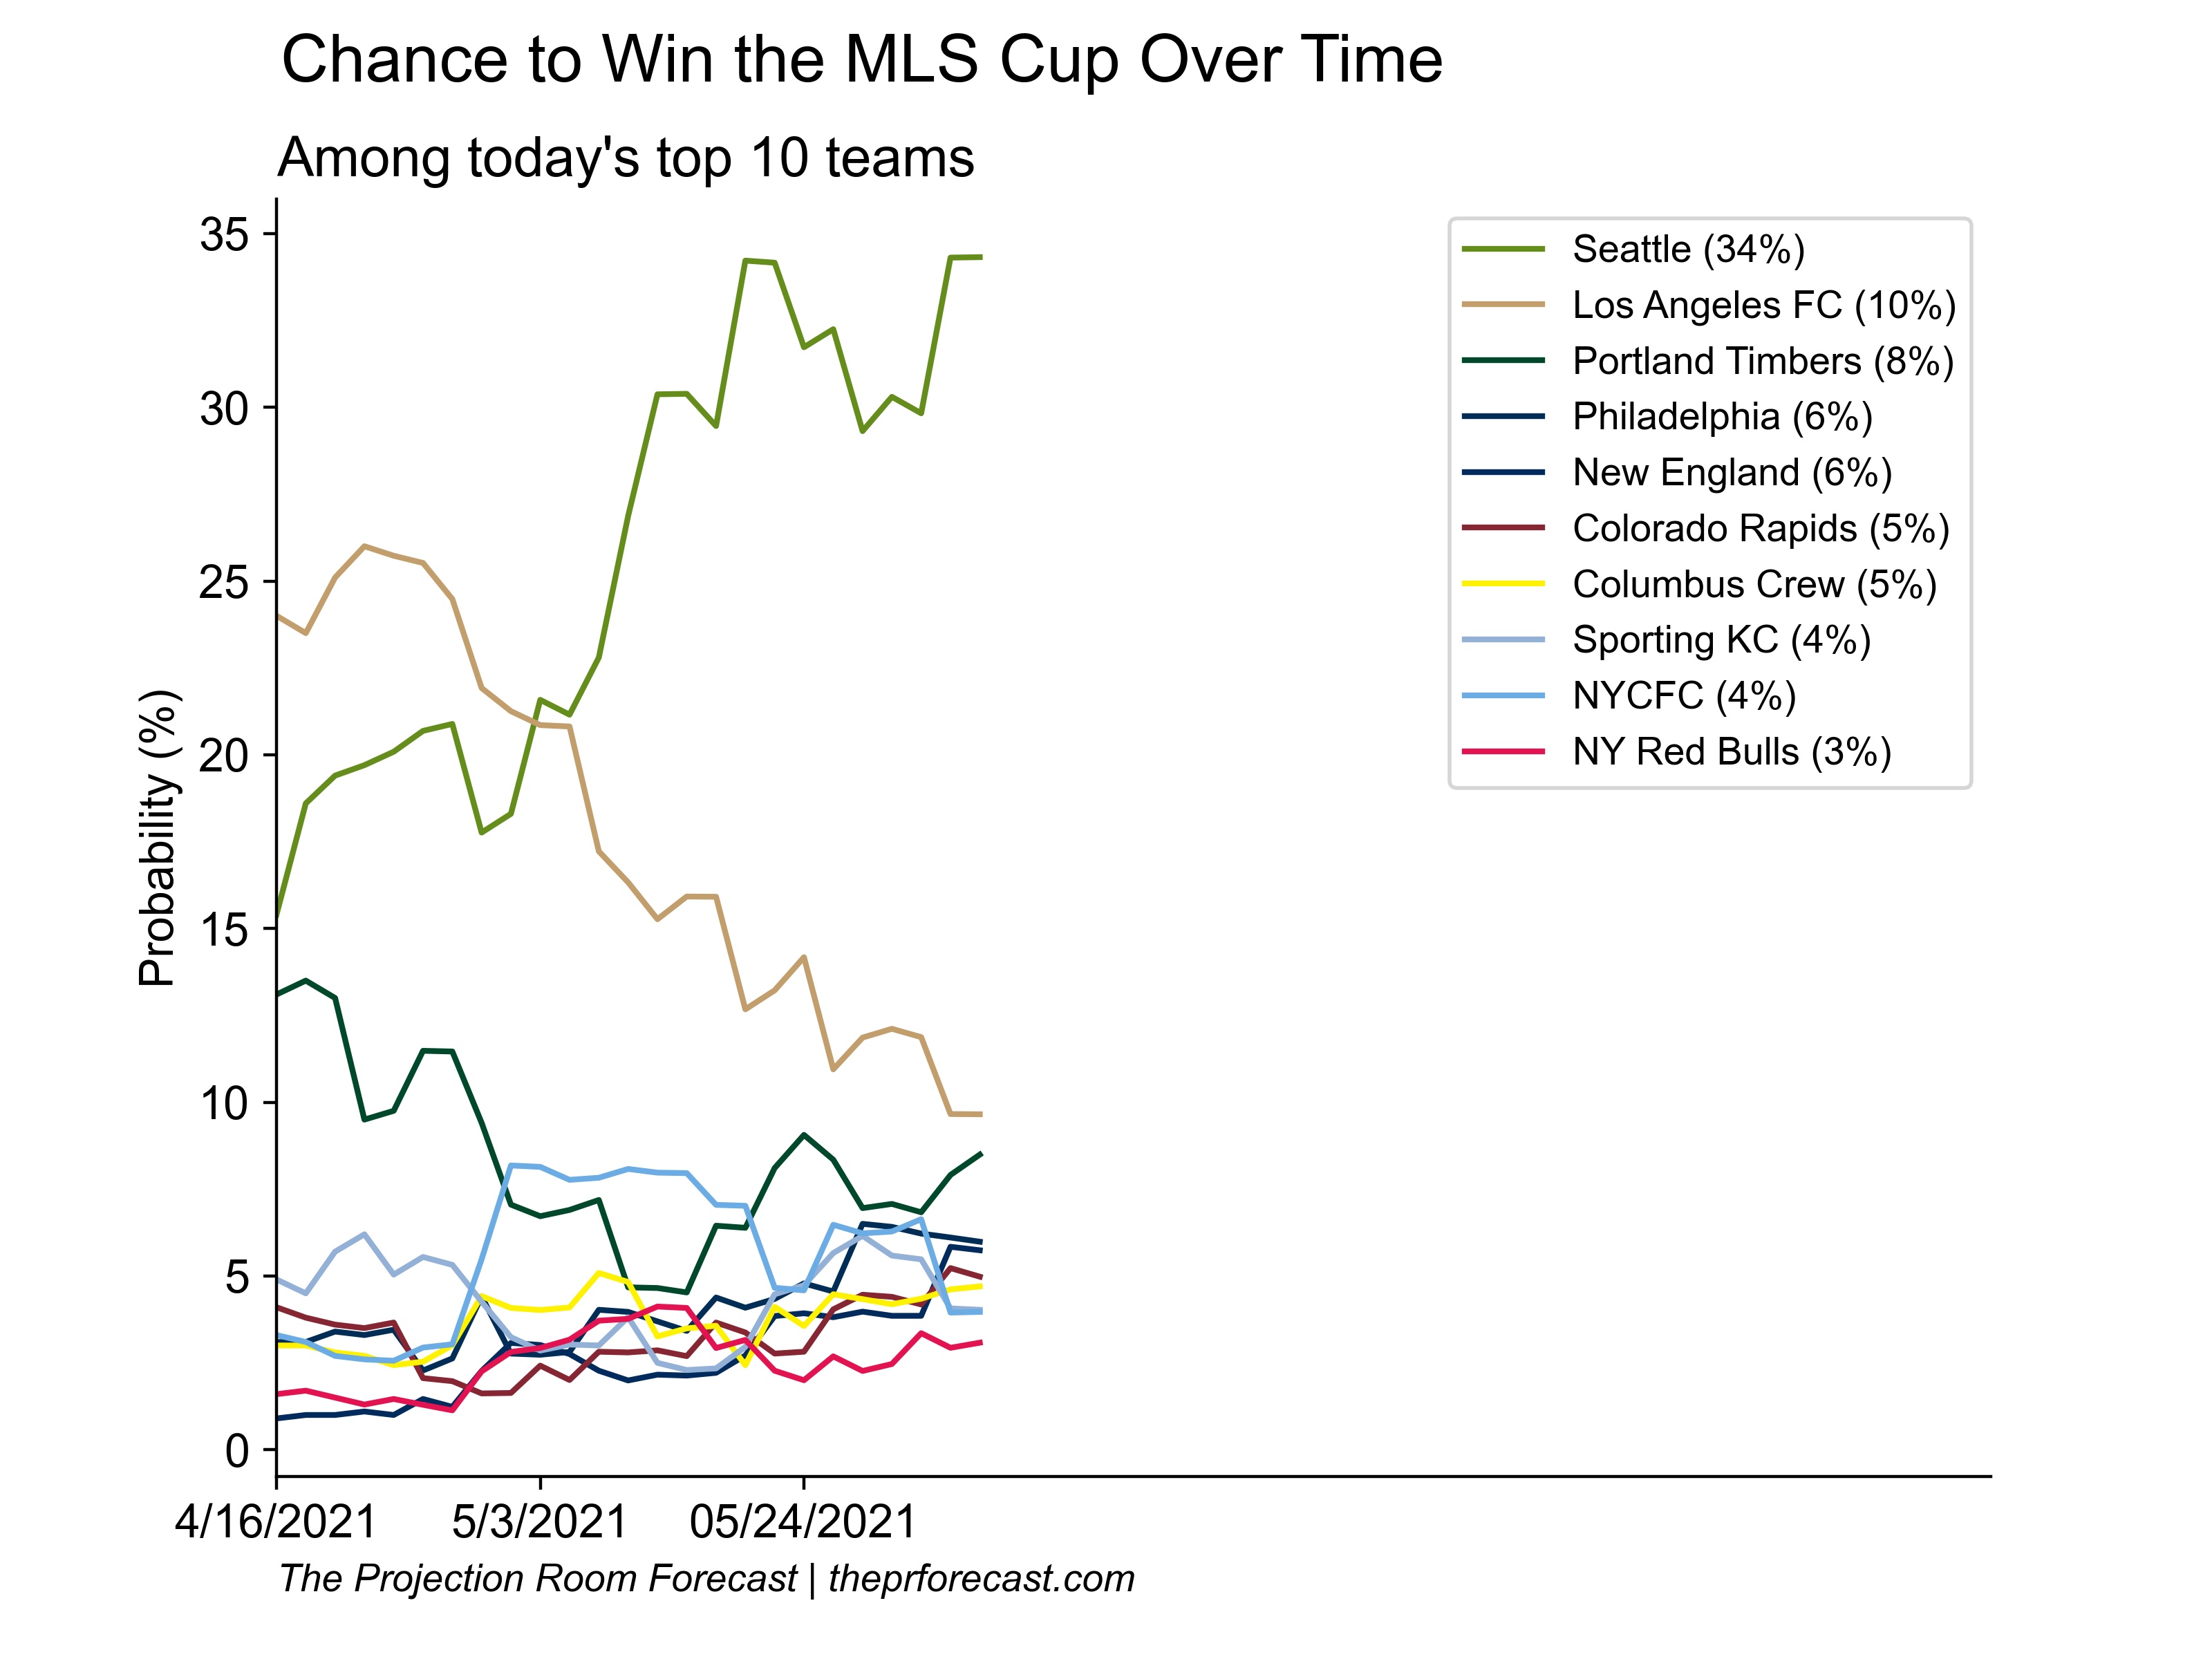 Chance to Win the MLS Cup Over Time
Among today's top 10 teams
35
30
25
20
15
10
5
0
Probability (%)
Seattle (34%)
Los Angeles FC (10%)
Portland Timbers (8%)
Philadelphia (6%)
New England (6%)
Colorado Rapids (5%)
Columbus Crew (5%)
Sporting KC (4%)
NYCFC (4%)
NY Red Bulls (3%)
4/16/2021 5/3/2021 05/24/2021
The Projection Room Forecast | theprforecast.com